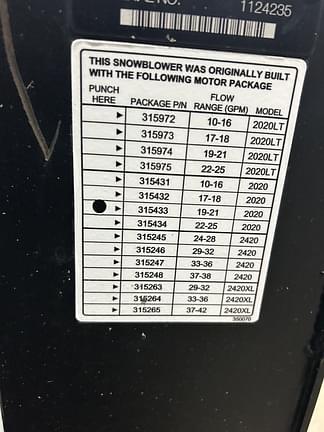 NO. 1124235
THIS SNOWBLOWER WAS ORIGINALLY BUILT
WITH THE FOLLOWING MOTOR PACKAGE
PUNCH HERE PACKAGE P/N FLOW RANGE (GPM) MODEL
▶ 315972 10-16 2020LT
▶ 315973 17-18 2020LT
▶ 315974 19-21 2020LT
▶ 315975 22-25 2020LT
▶ 315431 10-16 2020
▶ 315432 17-18 2020
▶ 315433 19-21 2020
▶ 315434 22-25 2020
▶ 315245 24-28 2420
▶ 315246 29-32 2420
▶ 315247 33-36 2420
▶ 315248 37-38 2420
▶ 315263 29-32 2420XL
▶ 315264 33-36 2420XL
▶ 315265 37-42 2420XL
350070